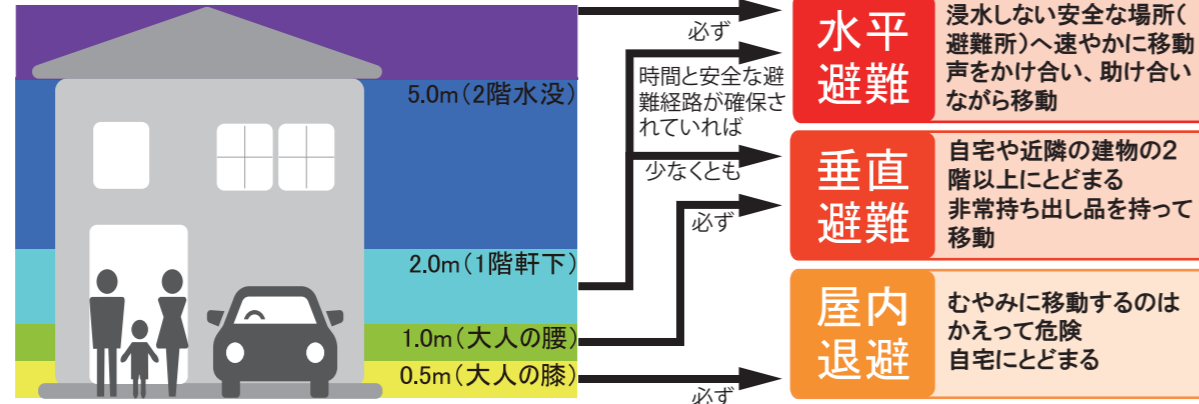 5.0m(2階水没)
2.0m(1階軒下)
1.0m(大人の腰)
0.5m(大人の膝)
必ず
時間と安全な避
難経路が確保さ
れていれば
少なくとも
必ず
必ず
水平
避難
浸水しない安全な場所(
避難所)へ速やかに移動
声をかけ合い、助け合い
ながら移動
垂直
避難
自宅や近隣の建物の2
階以上にとどまる
非常持ち出し品を持って
移動
屋内
退避
むやみに移動するのは
かえって危険
自宅にとどまる